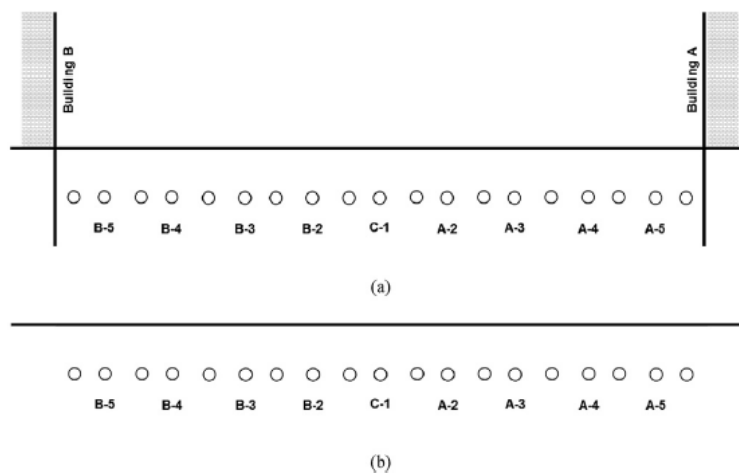 Building B
Building A
B-5 B-4 B-3 B-2 C-1 A-2 A-3 A-4 A-5
(a)
B-5 B-4 B-3 B-2 C-1 A-2 A-3 A-4 A-5
(b)